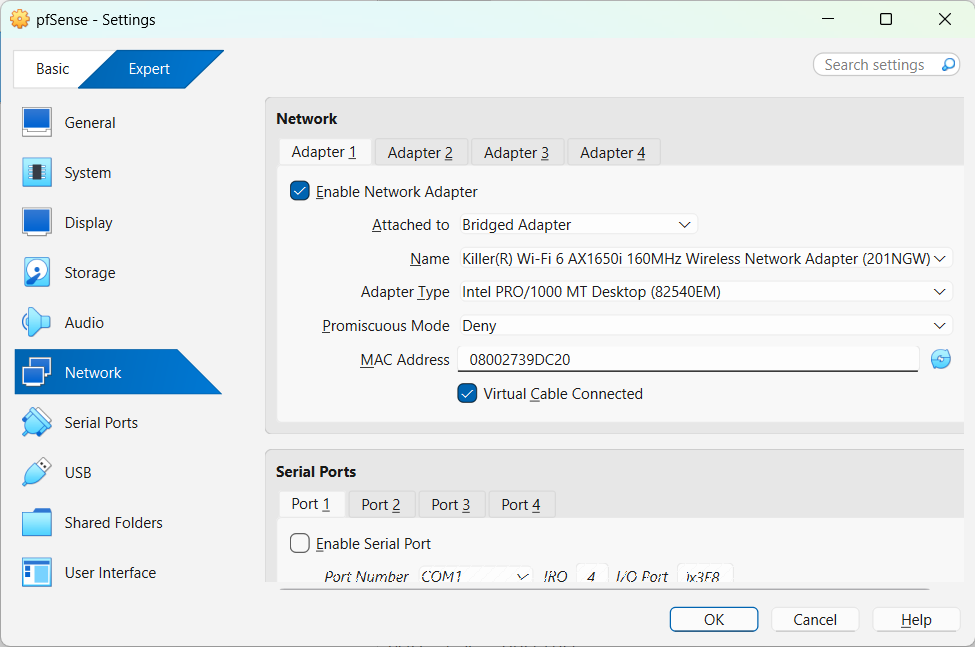 pfSense - Settings
Basic
Expert
Search settings
General
System
Display
Storage
Audio
Network
Serial Ports
USB
Shared Folders
User Interface
Network
Adapter 1
Adapter 2
Adapter 3
Adapter 4
Enable Network Adapter
Attached to Bridged Adapter
Name Killer(R) Wi-Fi 6 AX1650i 160MHz Wireless Network Adapter (201NGW)
Adapter Type Intel PRO/1000 MT Desktop (82540EM)
Promiscuous Mode Deny
MAC Address 08002739DC20
Virtual Cable Connected
Serial Ports
Port 1
Port 2
Port 3
Port 4
Enable Serial Port
Port Number COM1 IRQ 4 I/O Port 0x3F8
OK
Cancel
Help